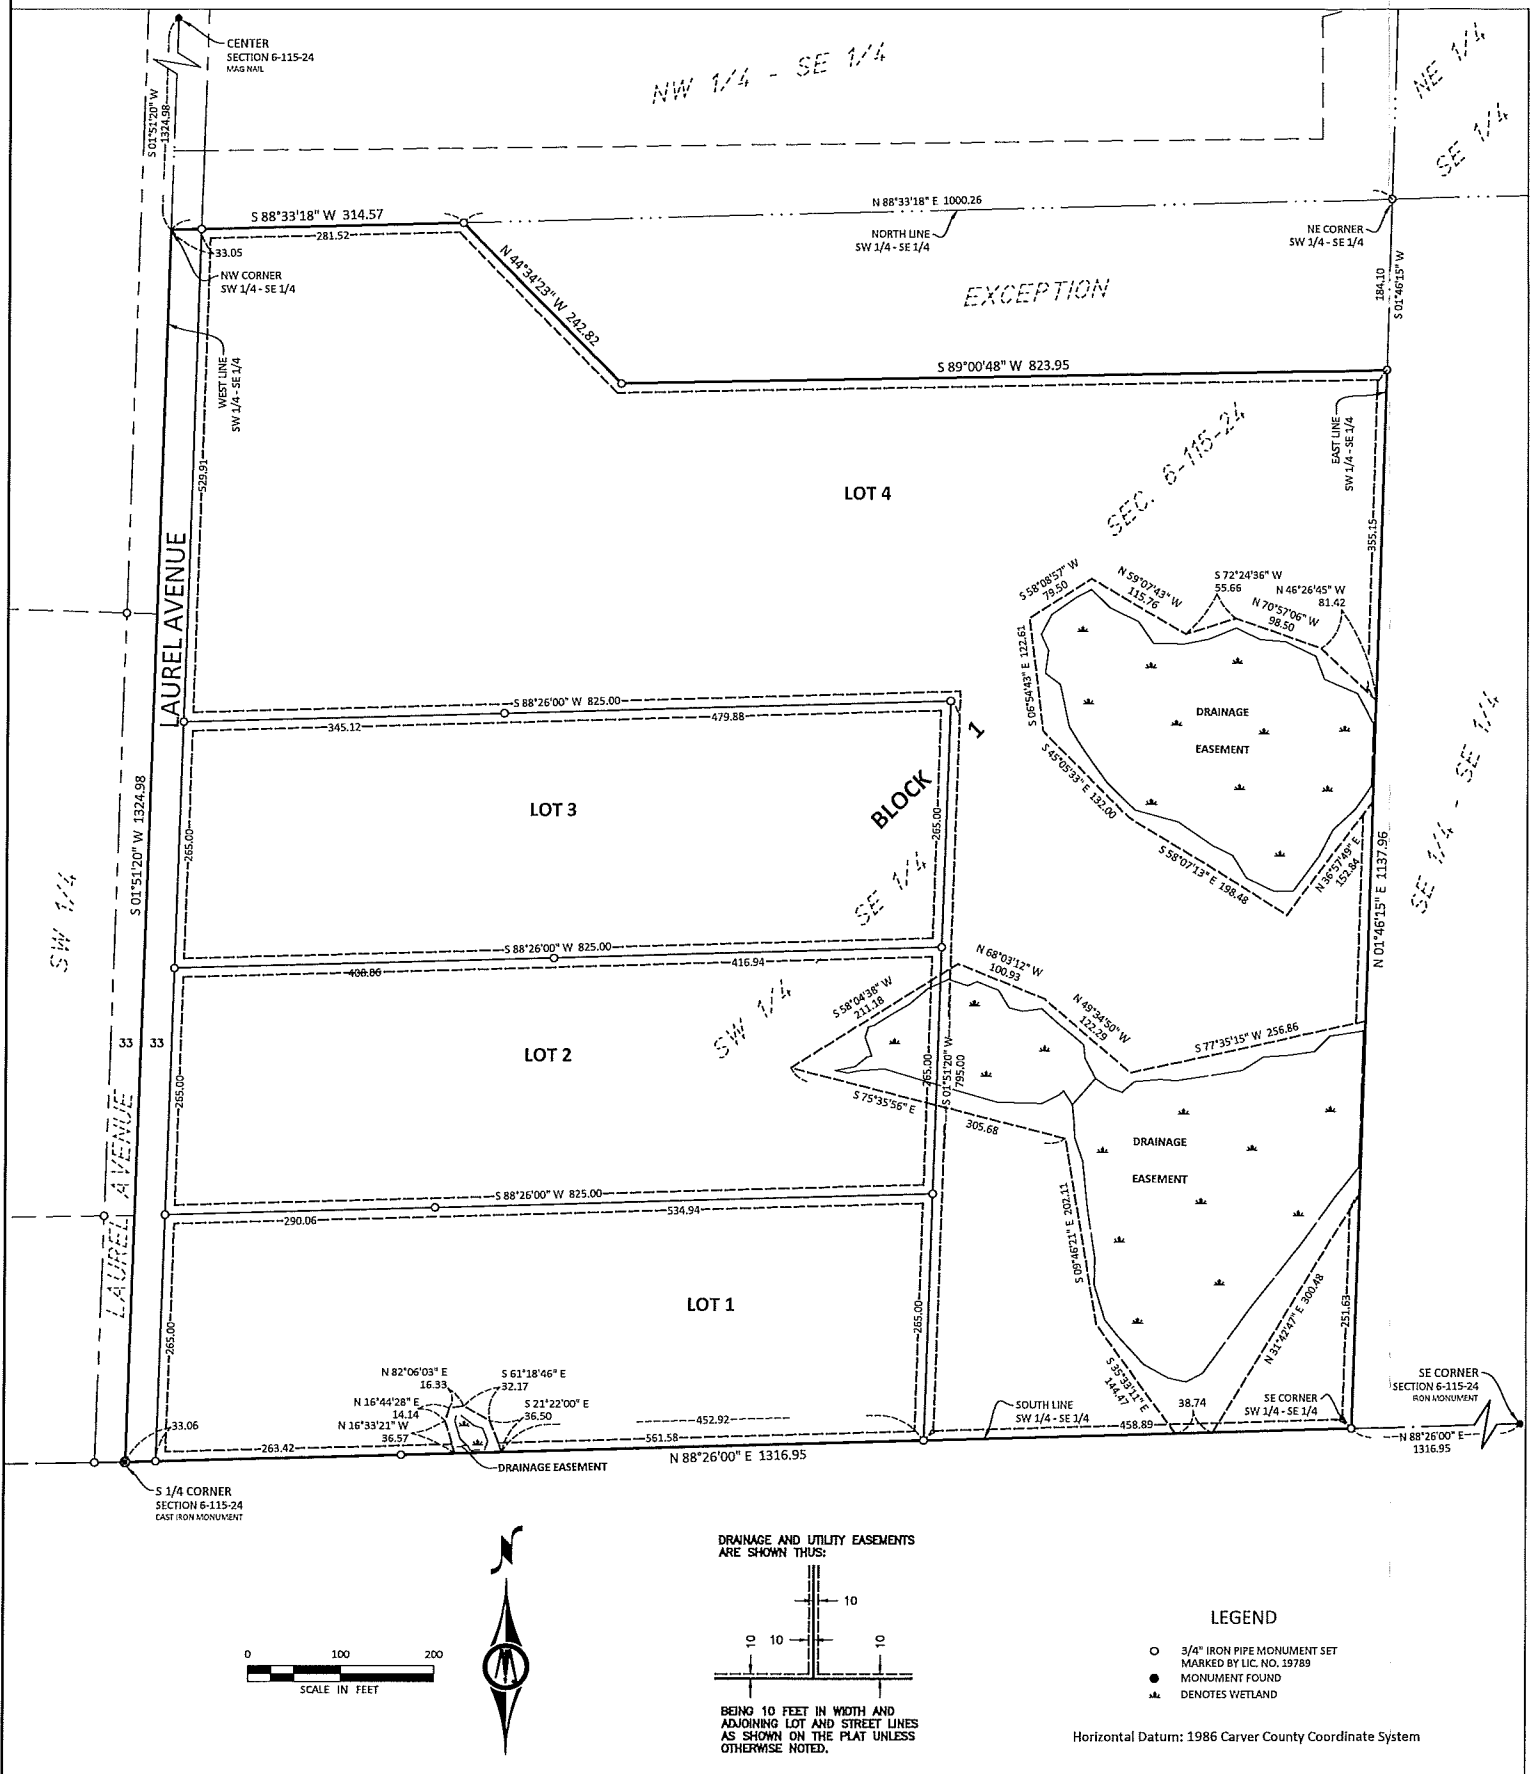 CENTER
SECTION 6-115-24
MAG NAIL
S 01°51'20" W
1324.98
NW 1/4 - SE 1/4
NE 1/4
SE 1/4
S 88°33'18" W 314.57
281.52
33.05
NW CORNER
SW 1/4 - SE 1/4
N 88°33'18" E 1000.26
NORTH LINE
SW 1/4 - SE 1/4
NE CORNER
SW 1/4 - SE 1/4
184.10
S 01°46'15" W
EXCEPTION
N 44°34'23" W 242.82
S 89°00'48" W 823.95
WEST LINE
SW 1/4 - SE 1/4
EAST LINE
SW 1/4 - SE 1/4
SEC. 6-115-24
529.91
LOT 4
355.15
LAUREL AVENUE
S 58°08'57" W
79.50
N 59°07'43" W
115.76
S 72°24'36" W
55.66
N 46°26'45" W
81.42
N 70°57'06" W
98.50
S 06°54'43" E 122.61
DRAINAGE
EASEMENT
S 45°05'33" E 132.00
S 58°07'13" E 198.48
N 36°57'49" E
152.84
S 88°26'00" W 825.00
345.12
479.88
BLOCK 1
LOT 3
265.00
265.00
S 01°51'20" W 1324.98
SW 1/4
SE 1/4
SW 1/4
SE 1/4 - SE 1/4
N 01°46'15" E 1137.96
S 88°26'00" W 825.00
408.06
416.94
N 68°03'12" W
100.93
S 58°04'38" W
211.18
N 49°34'50" W
122.29
S 77°35'15" W 256.86
33 33
LOT 2
265.00
265.00
S 01°51'20" W
795.00
S 75°35'56" E
305.68
DRAINAGE
EASEMENT
LAUREL AVENUE
S 88°26'00" W 825.00
290.06
534.94
S 09°46'21" E 202.11
N 31°42'47" E 300.48
251.63
LOT 1
265.00
265.00
N 82°06'03" E
16.33
S 61°18'46" E
32.17
N 16°44'28" E
14.14
S 21°22'00" E
36.50
N 16°33'21" W
36.57
S 35°33'11" E
144.47
38.74
33.06
263.42
452.92
561.58
DRAINAGE EASEMENT
N 88°26'00" E 1316.95
SOUTH LINE
SW 1/4 - SE 1/4
458.89
SE CORNER
SW 1/4 - SE 1/4
SE CORNER
SECTION 6-115-24
IRON MONUMENT
N 88°26'00" E
1316.95
S 1/4 CORNER
SECTION 6-115-24
CAST IRON MONUMENT
N
0 100 200
SCALE IN FEET
DRAINAGE AND UTILITY EASEMENTS
ARE SHOWN THUS:
10
10
10
10
BEING 10 FEET IN WIDTH AND
ADJOINING LOT AND STREET LINES
AS SHOWN ON THE PLAT UNLESS
OTHERWISE NOTED.
LEGEND
3/4" IRON PIPE MONUMENT SET
MARKED BY LIC. NO. 19789
MONUMENT FOUND
DENOTES WETLAND
Horizontal Datum: 1986 Carver County Coordinate System